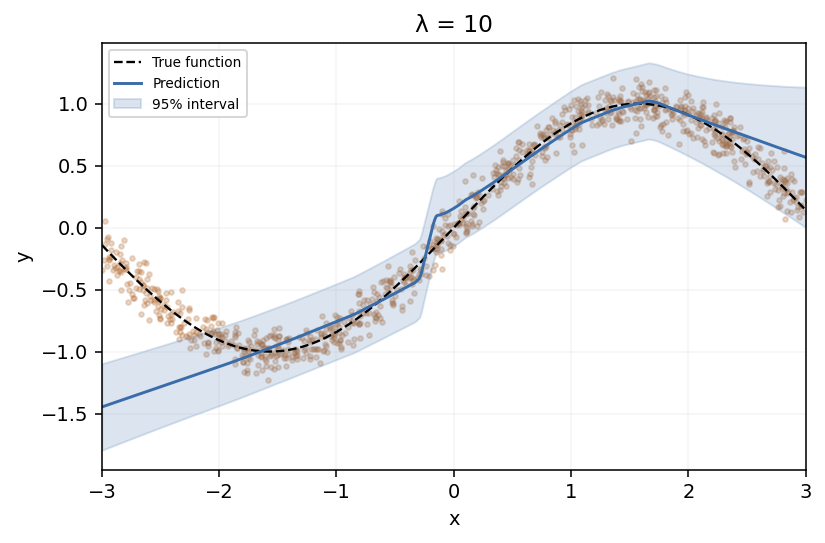 λ = 10
True function
Prediction
95% interval
y
1.0
0.5
0.0
−0.5
−1.0
−1.5
−3 −2 −1 0 1 2 3
x